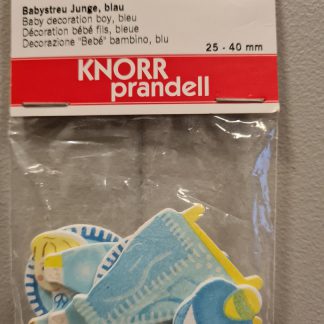 Babystreu Junge, blau
Baby decoration boy, bleu
Décoration bébé fils, bleue
Decorazione "Bebé" bambino, blu
25 - 40 mm
KNORR
prandell